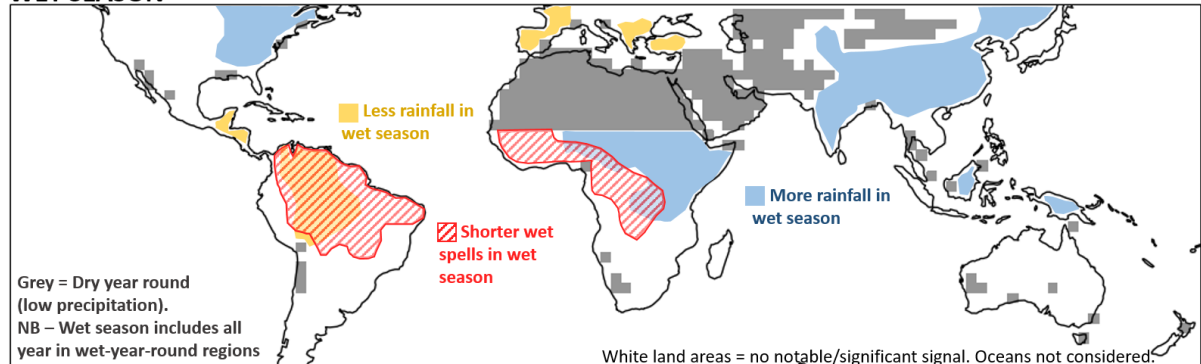 WET SEASON
Less rainfall in
wet season
More rainfall in
wet season
Shorter wet
spells in wet
season
Grey = Dry year round
(low precipitation).
NB – Wet season includes all
year in wet-year-round regions
White land areas = no notable/significant signal. Oceans not considered.